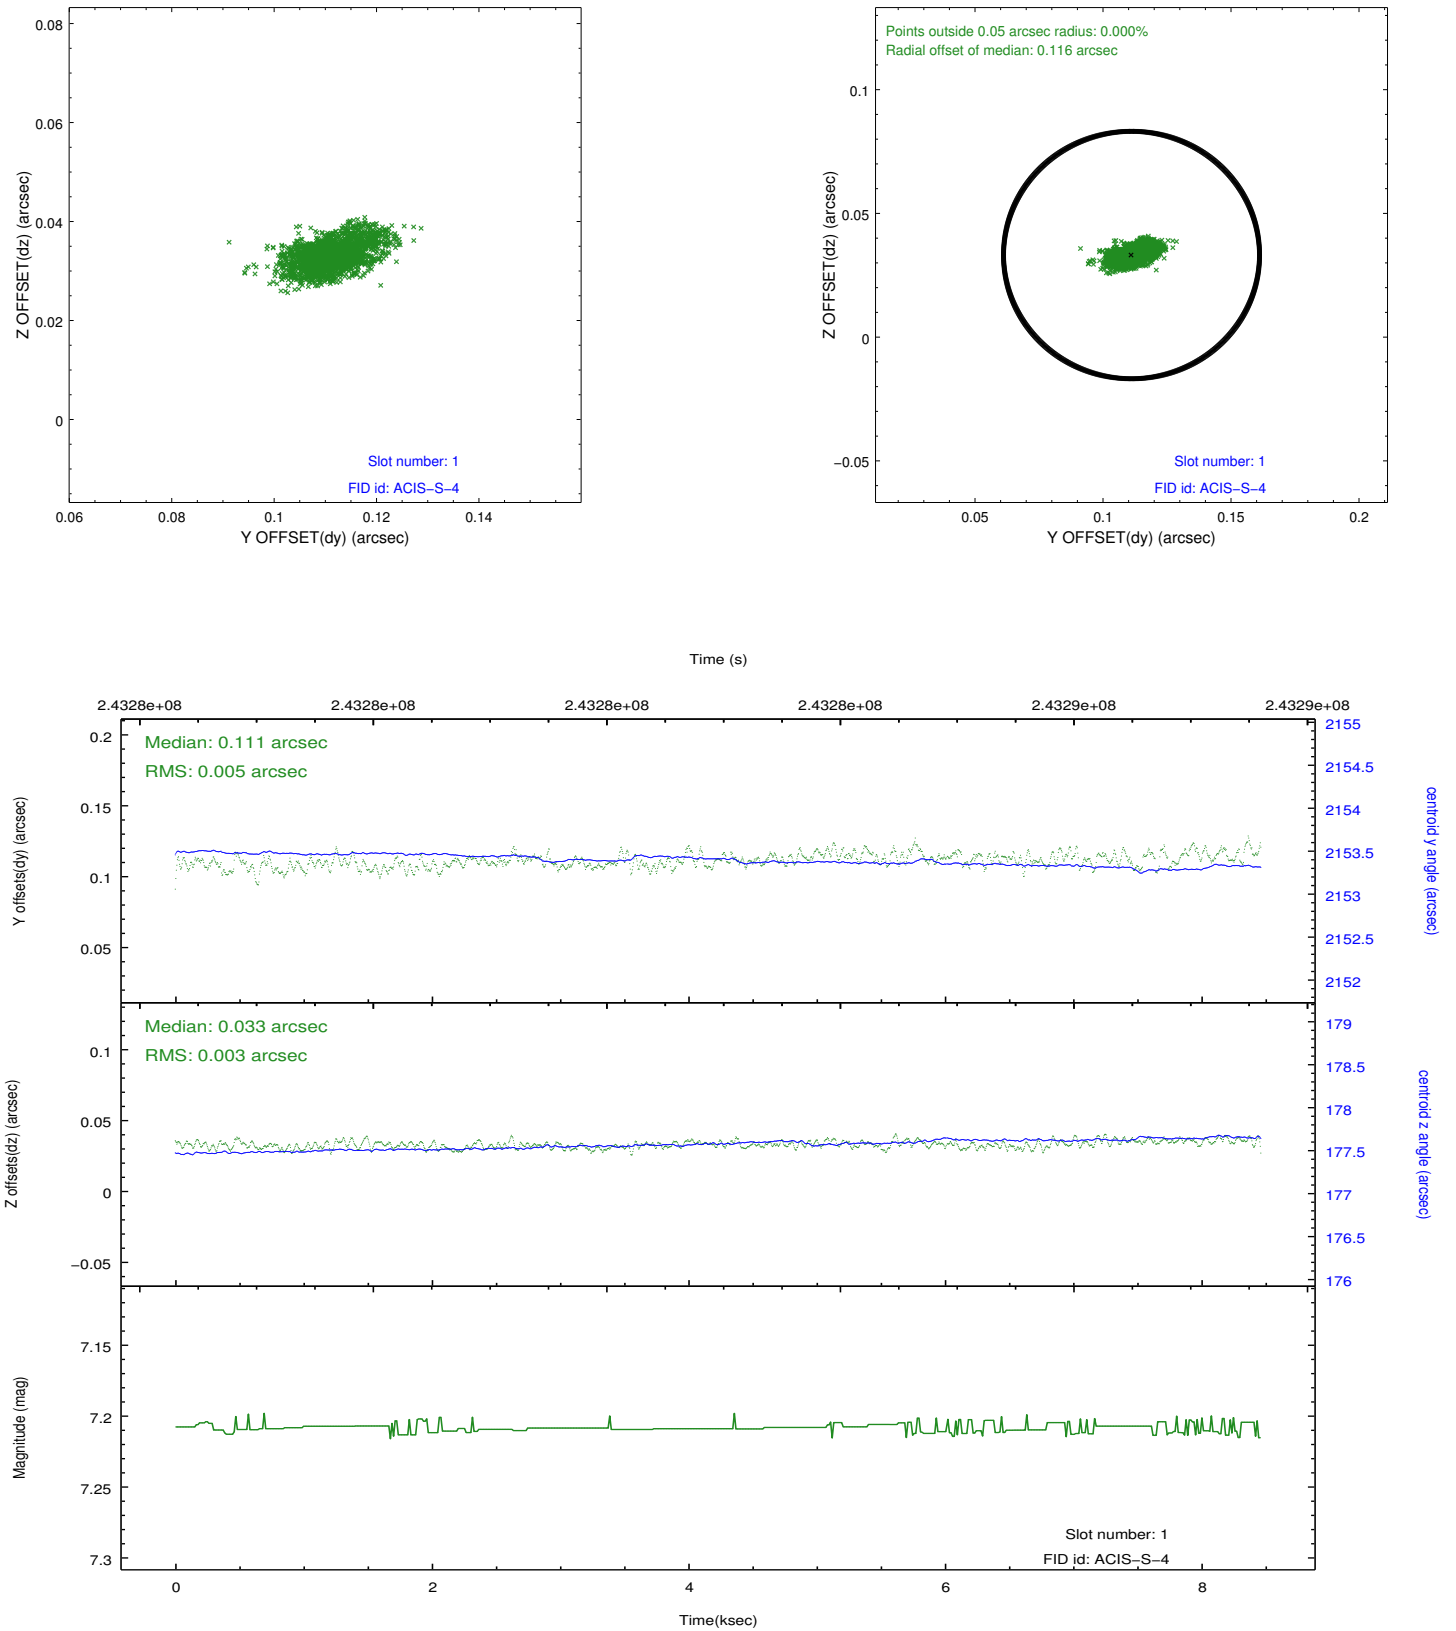 0.08
0.06
0.04
0.02
0
Z OFFSET(dz) (arcsec)
Slot number: 1
FID id: ACIS−S−4
0.06 0.08 0.1 0.12 0.14
Y OFFSET(dy) (arcsec)
Points outside 0.05 arcsec radius: 0.000%
Radial offset of median: 0.116 arcsec
0.1
0.05
0
−0.05
Z OFFSET(dz) (arcsec)
Slot number: 1
FID id: ACIS−S−4
0.05 0.1 0.15 0.2
Y OFFSET(dy) (arcsec)
Time (s)
2.4328e+08 2.4328e+08 2.4328e+08 2.4328e+08 2.4329e+08 2.4329e+08
Median: 0.111 arcsec
RMS: 0.005 arcsec
0.2
0.15
0.1
0.05
Y offsets(dy) (arcsec)
2155
2154.5
2154
2153.5
2153
2152.5
2152
centroid y angle (arcsec)
Median: 0.033 arcsec
RMS: 0.003 arcsec
0.1
0.05
0
−0.05
Z offsets(dz) (arcsec)
179
178.5
178
177.5
177
176.5
176
centroid z angle (arcsec)
7.15
7.2
7.25
7.3
Magnitude (mag)
Slot number: 1
FID id: ACIS−S−4
0 2 4 6 8
Time(ksec)